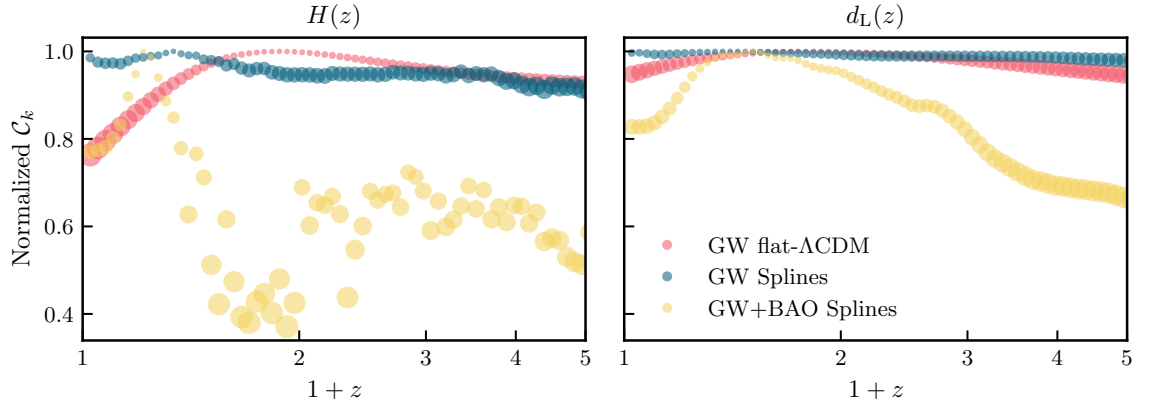 H(z)
d_L(z)
Normalized 𝒞_k
1.0
0.8
0.6
0.4
1 2 3 4 5
1 + z
GW flat-ΛCDM
GW Splines
GW+BAO Splines
1 2 3 4 5
1 + z